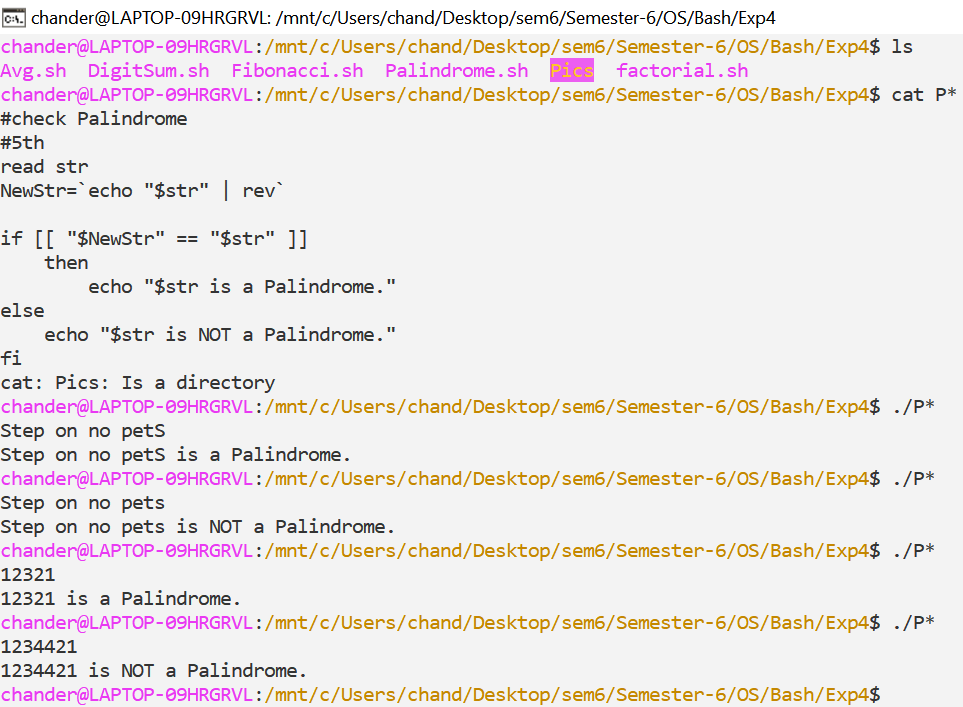 chander@LAPTOP-09HRGRVL: /mnt/c/Users/chand/Desktop/sem6/Semester-6/OS/Bash/Exp4
chander@LAPTOP-09HRGRVL:/mnt/c/Users/chand/Desktop/sem6/Semester-6/OS/Bash/Exp4$ ls
Avg.sh  DigitSum.sh  Fibonacci.sh  Palindrome.sh  Pics  factorial.sh
chander@LAPTOP-09HRGRVL:/mnt/c/Users/chand/Desktop/sem6/Semester-6/OS/Bash/Exp4$ cat P*
#check Palindrome
#5th
read str
NewStr=`echo "$str" | rev`

if [[ "$NewStr" == "$str" ]]
    then
        echo "$str is a Palindrome."
else
    echo "$str is NOT a Palindrome."
fi
cat: Pics: Is a directory
chander@LAPTOP-09HRGRVL:/mnt/c/Users/chand/Desktop/sem6/Semester-6/OS/Bash/Exp4$ ./P*
Step on no petS
Step on no petS is a Palindrome.
chander@LAPTOP-09HRGRVL:/mnt/c/Users/chand/Desktop/sem6/Semester-6/OS/Bash/Exp4$ ./P*
Step on no pets
Step on no pets is NOT a Palindrome.
chander@LAPTOP-09HRGRVL:/mnt/c/Users/chand/Desktop/sem6/Semester-6/OS/Bash/Exp4$ ./P*
12321
12321 is a Palindrome.
chander@LAPTOP-09HRGRVL:/mnt/c/Users/chand/Desktop/sem6/Semester-6/OS/Bash/Exp4$ ./P*
1234421
1234421 is NOT a Palindrome.
chander@LAPTOP-09HRGRVL:/mnt/c/Users/chand/Desktop/sem6/Semester-6/OS/Bash/Exp4$